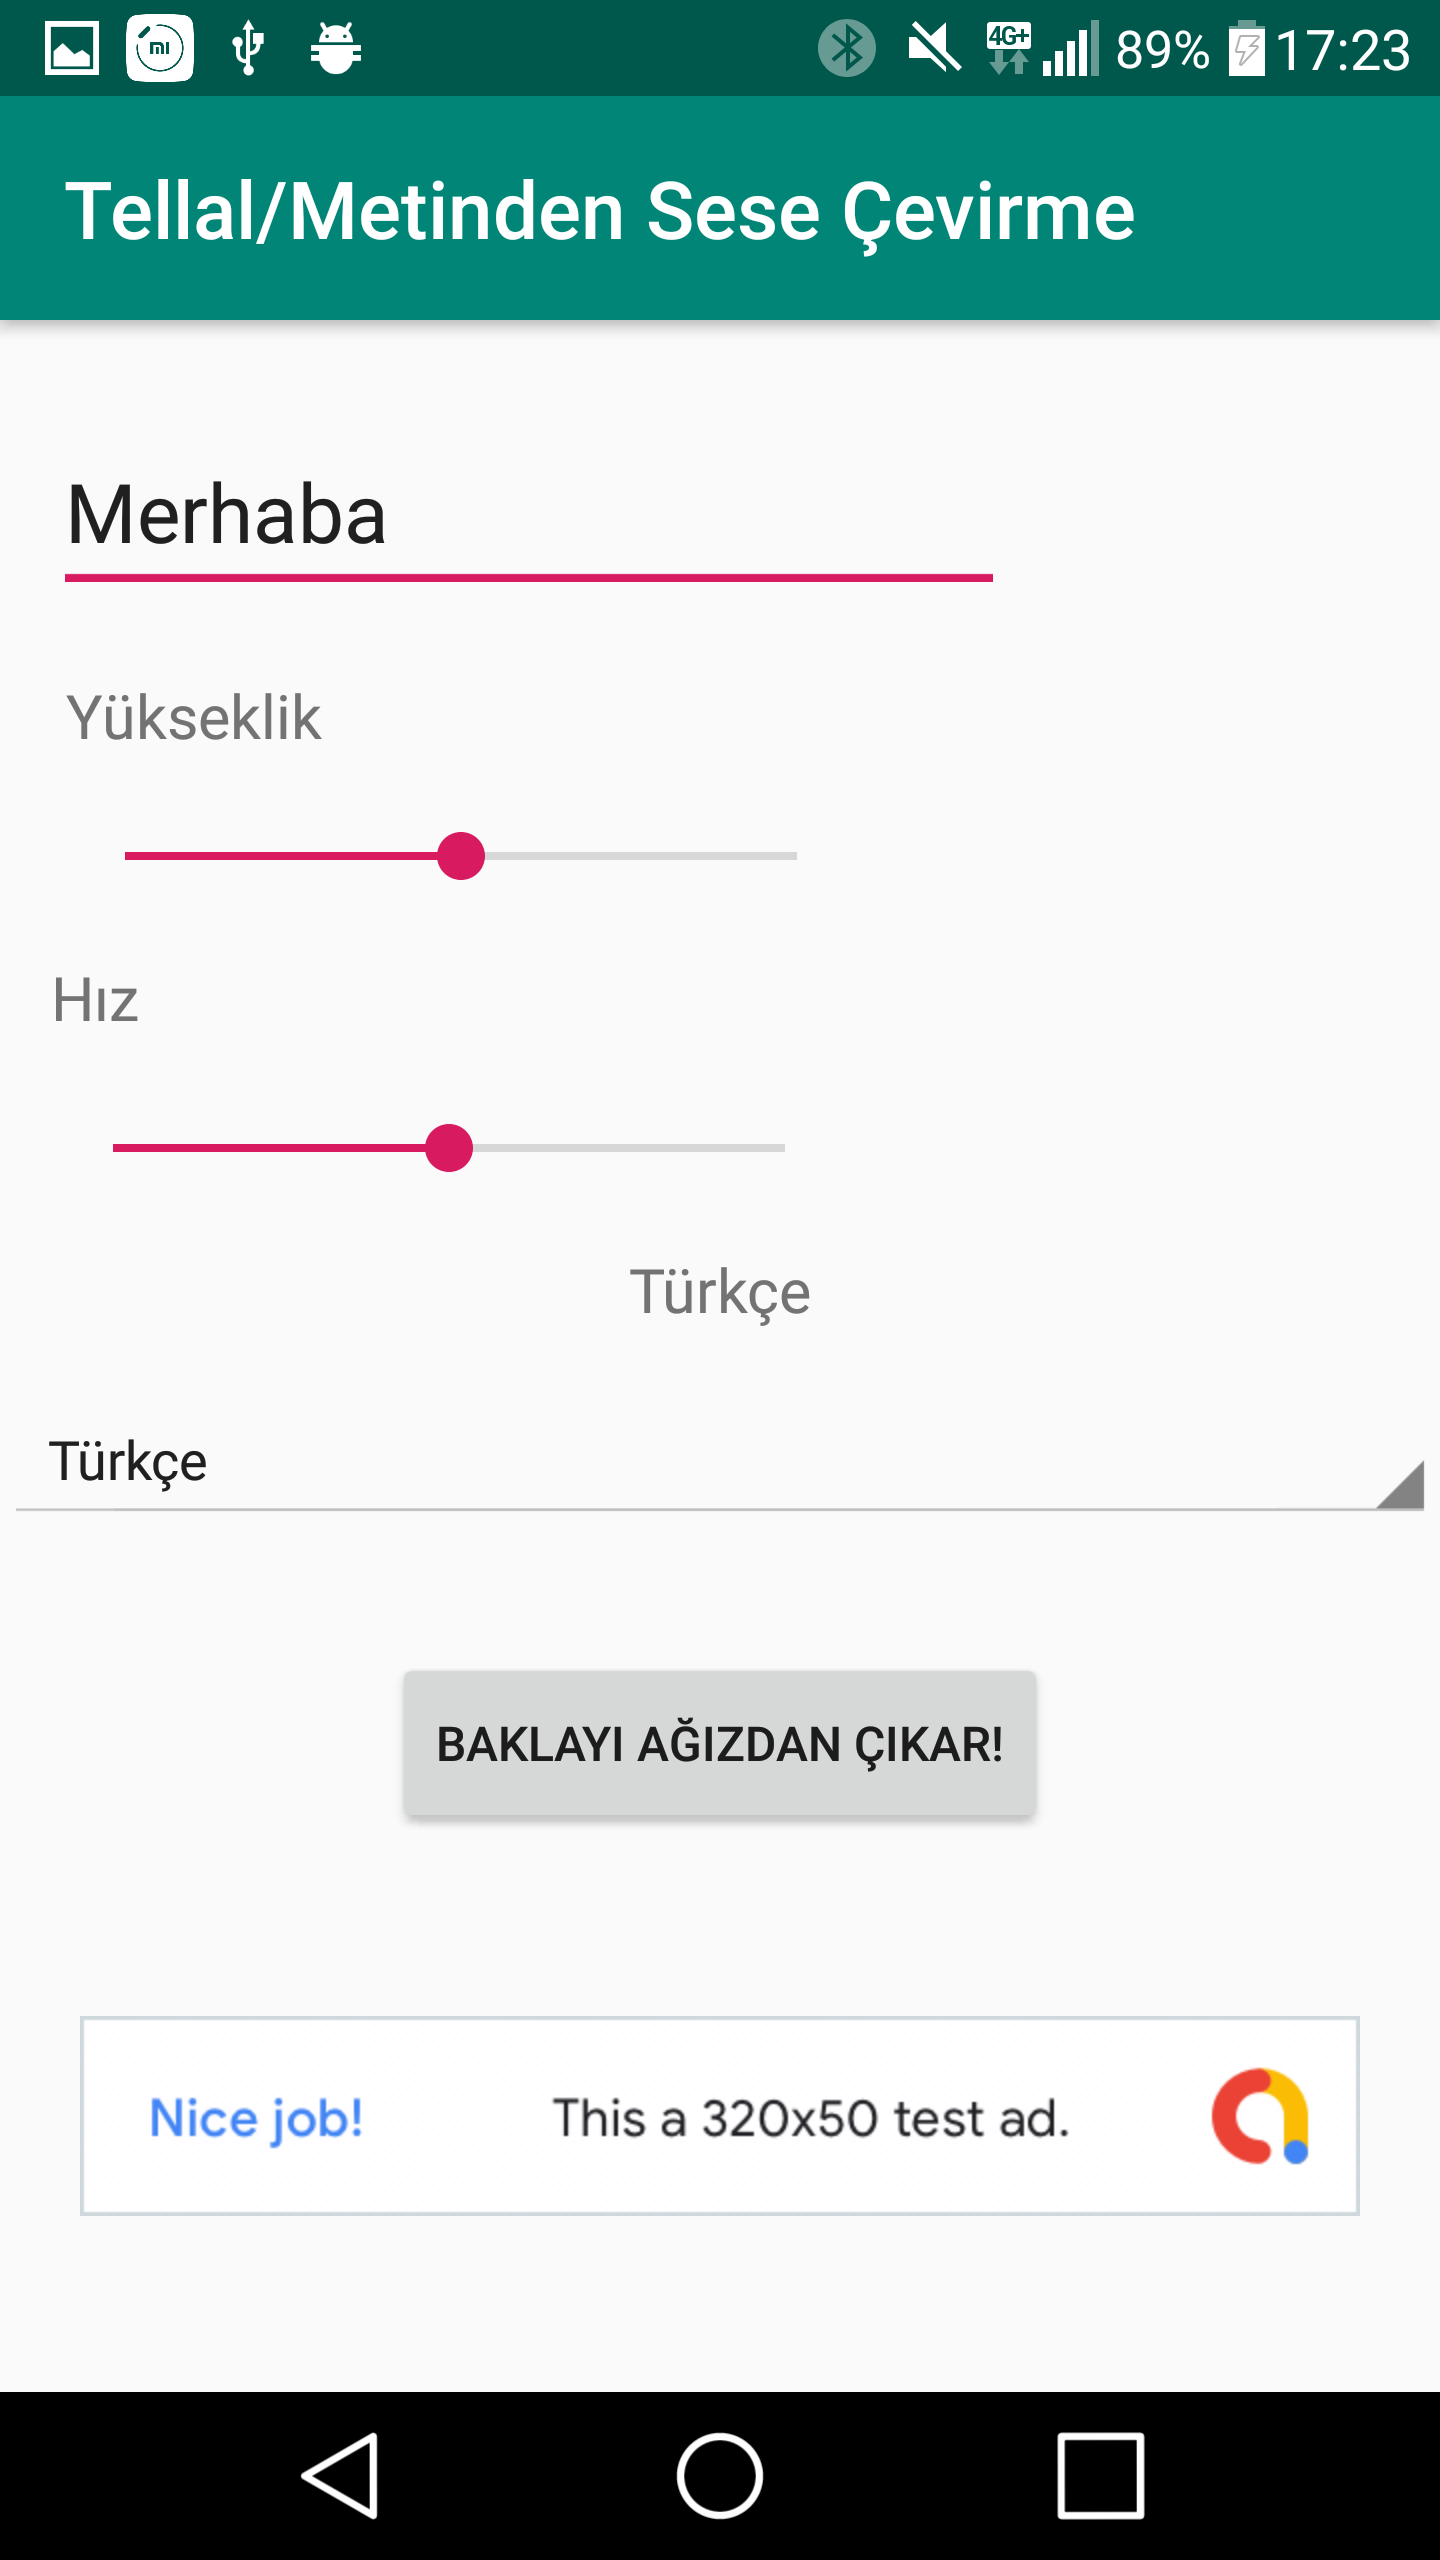 89% 17:23
Tellal/Metinden Sese Çevirme
Merhaba
Yükseklik
Hız
Türkçe
Türkçe
BAKLAYI AĞIZDAN ÇIKAR!
Nice job! This a 320x50 test ad.